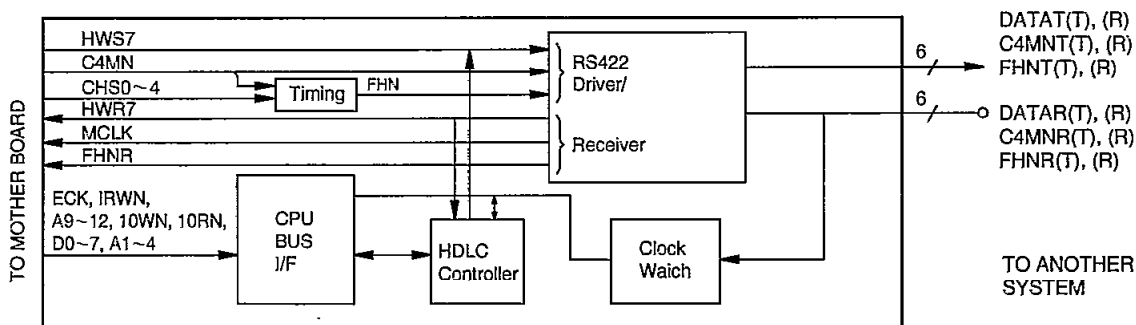 TO MOTHER BOARD
HWS7
C4MN
CHS0~4
HWR7
MCLK
FHNR
Timing
FHN
RS422
Driver/
Receiver
6
DATAT(T), (R)
C4MNT(T), (R)
FHNT(T), (R)
6
DATAR(T), (R)
C4MNR(T), (R)
FHNR(T), (R)
ECK, IRWN,
A9~12, 10WN, 10RN,
D0~7, A1~4
CPU
BUS
I/F
HDLC
Controller
Clock
Waich
TO ANOTHER
SYSTEM